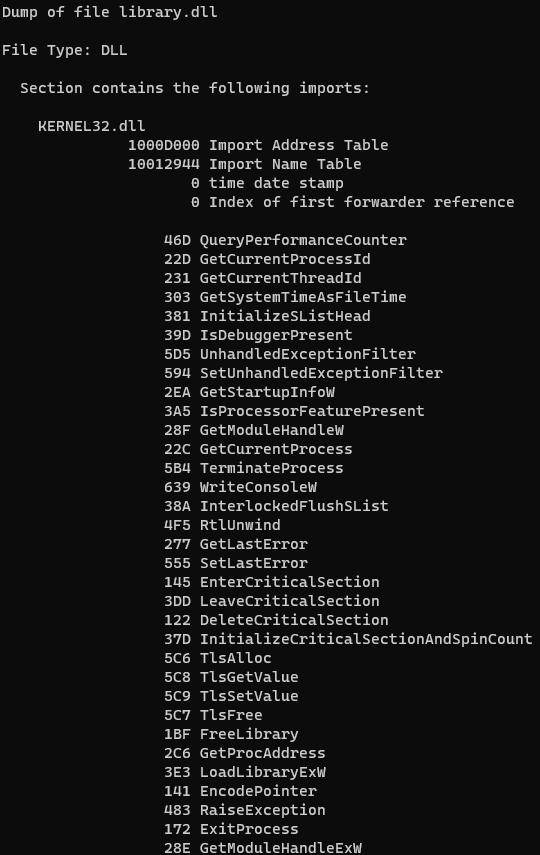 Dump of file library.dll
File Type: DLL
Section contains the following imports:
KERNEL32.dll
1000D000 Import Address Table
10012944 Import Name Table
0 time date stamp
0 Index of first forwarder reference
46D QueryPerformanceCounter
22D GetCurrentProcessId
231 GetCurrentThreadId
303 GetSystemTimeAsFileTime
381 InitializeSListHead
39D IsDebuggerPresent
5D5 UnhandledExceptionFilter
594 SetUnhandledExceptionFilter
2EA GetStartupInfoW
3A5 IsProcessorFeaturePresent
28F GetModuleHandleW
22C GetCurrentProcess
5B4 TerminateProcess
639 WriteConsoleW
38A InterlockedFlushSList
4F5 RtlUnwind
277 GetLastError
555 SetLastError
145 EnterCriticalSection
3DD LeaveCriticalSection
122 DeleteCriticalSection
37D InitializeCriticalSectionAndSpinCount
5C6 TlsAlloc
5C8 TlsGetValue
5C9 TlsSetValue
5C7 TlsFree
1BF FreeLibrary
2C6 GetProcAddress
3E3 LoadLibraryExW
141 EncodePointer
483 RaiseException
172 ExitProcess
28E GetModuleHandleExW